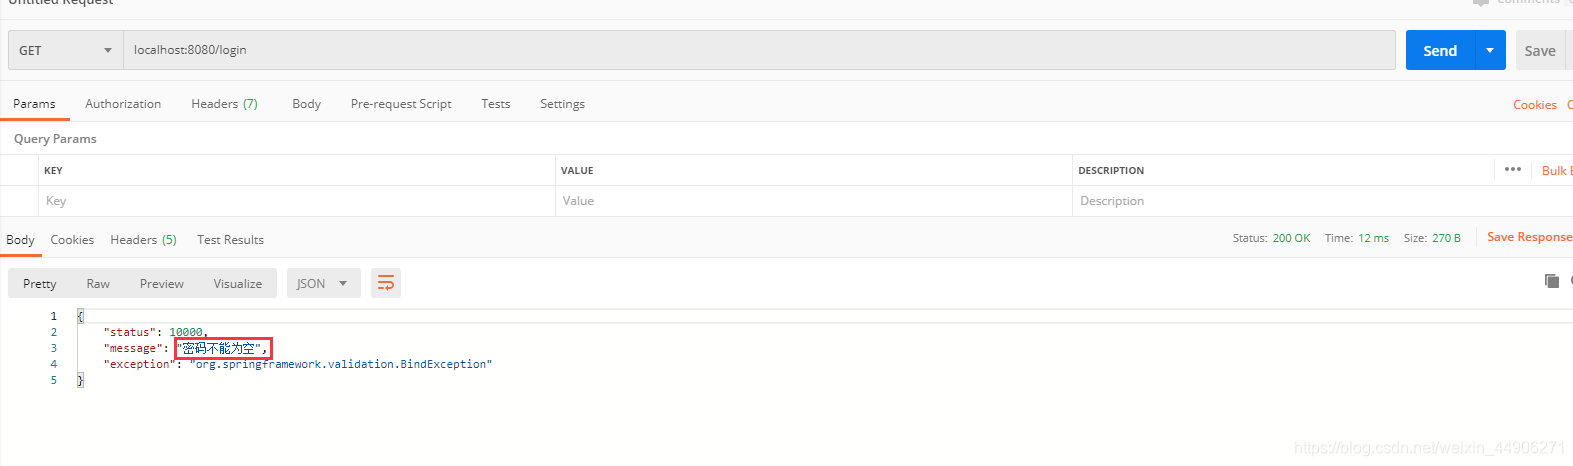 Untitled Request
Comments
GET localhost:8080/login Send Save
Params Authorization Headers (7) Body Pre-request Script Tests Settings Cookies
Query Params
KEY VALUE DESCRIPTION ••• Bulk
Key Value Description
Body Cookies Headers (5) Test Results Status: 200 OK Time: 12 ms Size: 270 B Save Response
Pretty Raw Preview Visualize JSON
1 {
2 "status": 10000,
3 "message": "密码不能为空",
4 "exception": "org.springframework.validation.BindException"
5 }
https://blog.csdn.net/weixin_44906271